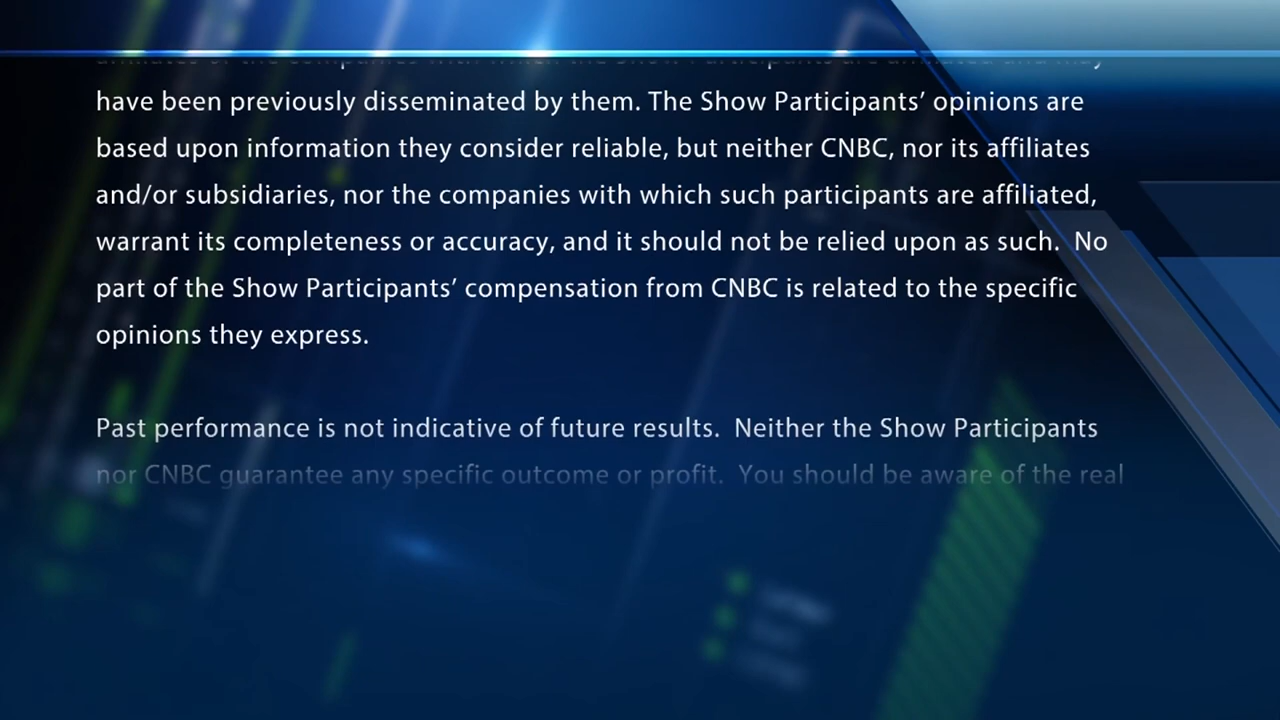 have been previously disseminated by them. The Show Participants’ opinions are
based upon information they consider reliable, but neither CNBC, nor its affiliates
and/or subsidiaries, nor the companies with which such participants are affiliated,
warrant its completeness or accuracy, and it should not be relied upon as such.  No
part of the Show Participants’ compensation from CNBC is related to the specific
opinions they express.
Past performance is not indicative of future results.  Neither the Show Participants
nor CNBC guarantee any specific outcome or profit.  You should be aware of the real